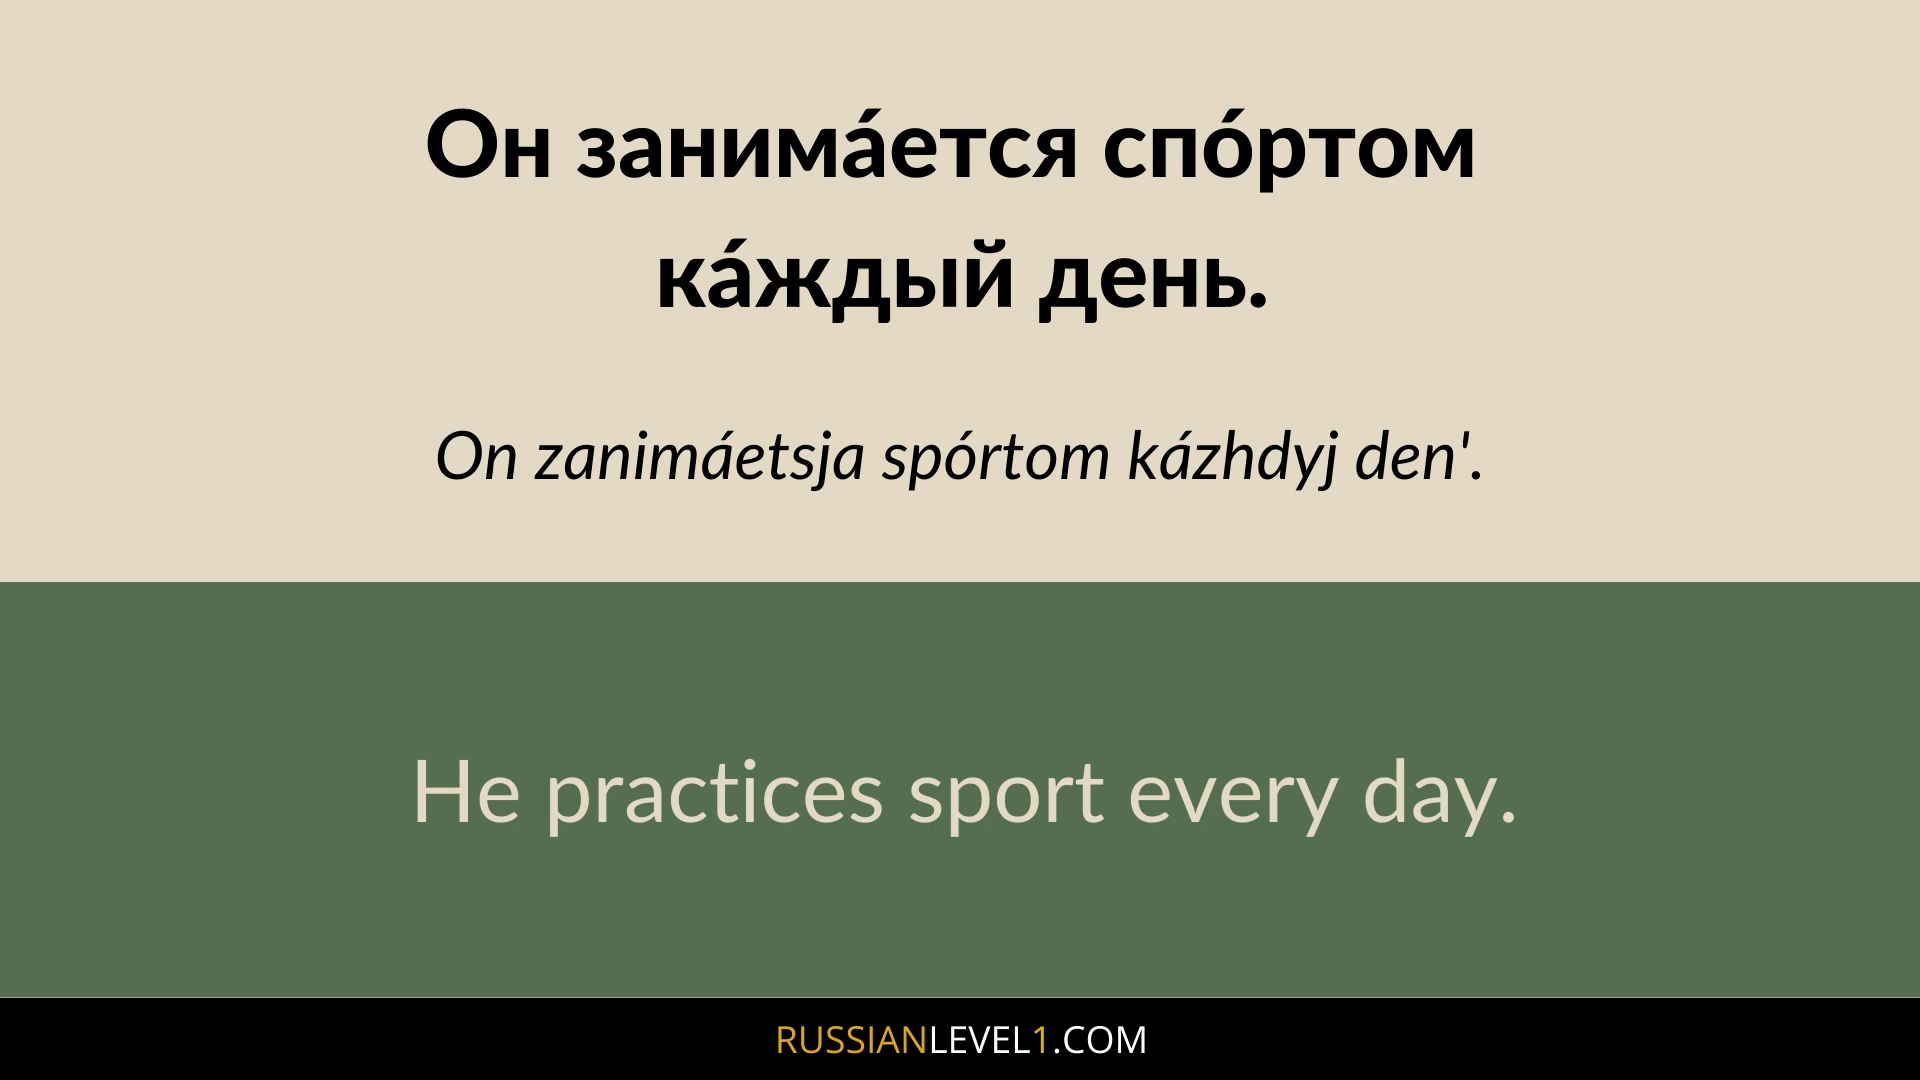 Он занима́ется спо́ртом
ка́ждый день.
On zanimáetsja spórtom kázhdyj den'.
He practices sport every day.
RUSSIANLEVEL1.COM